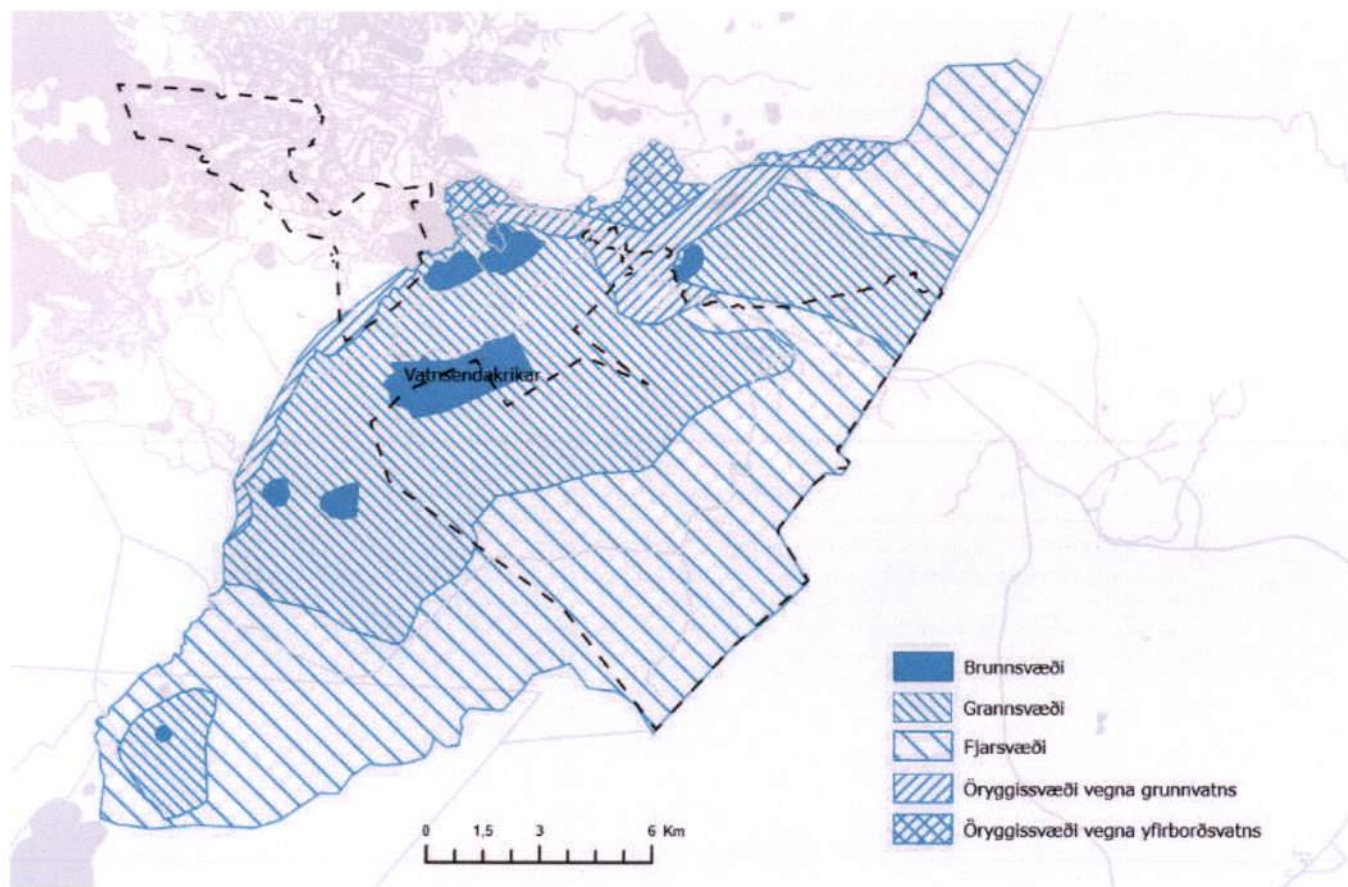 Vatnsendakrikar
Brunnsvæði
Grannsvæði
Fjarsvæði
Öryggissvæði vegna grunnvatns
Öryggissvæði vegna yfirborðsvatns
0 1,5 3 6 Km